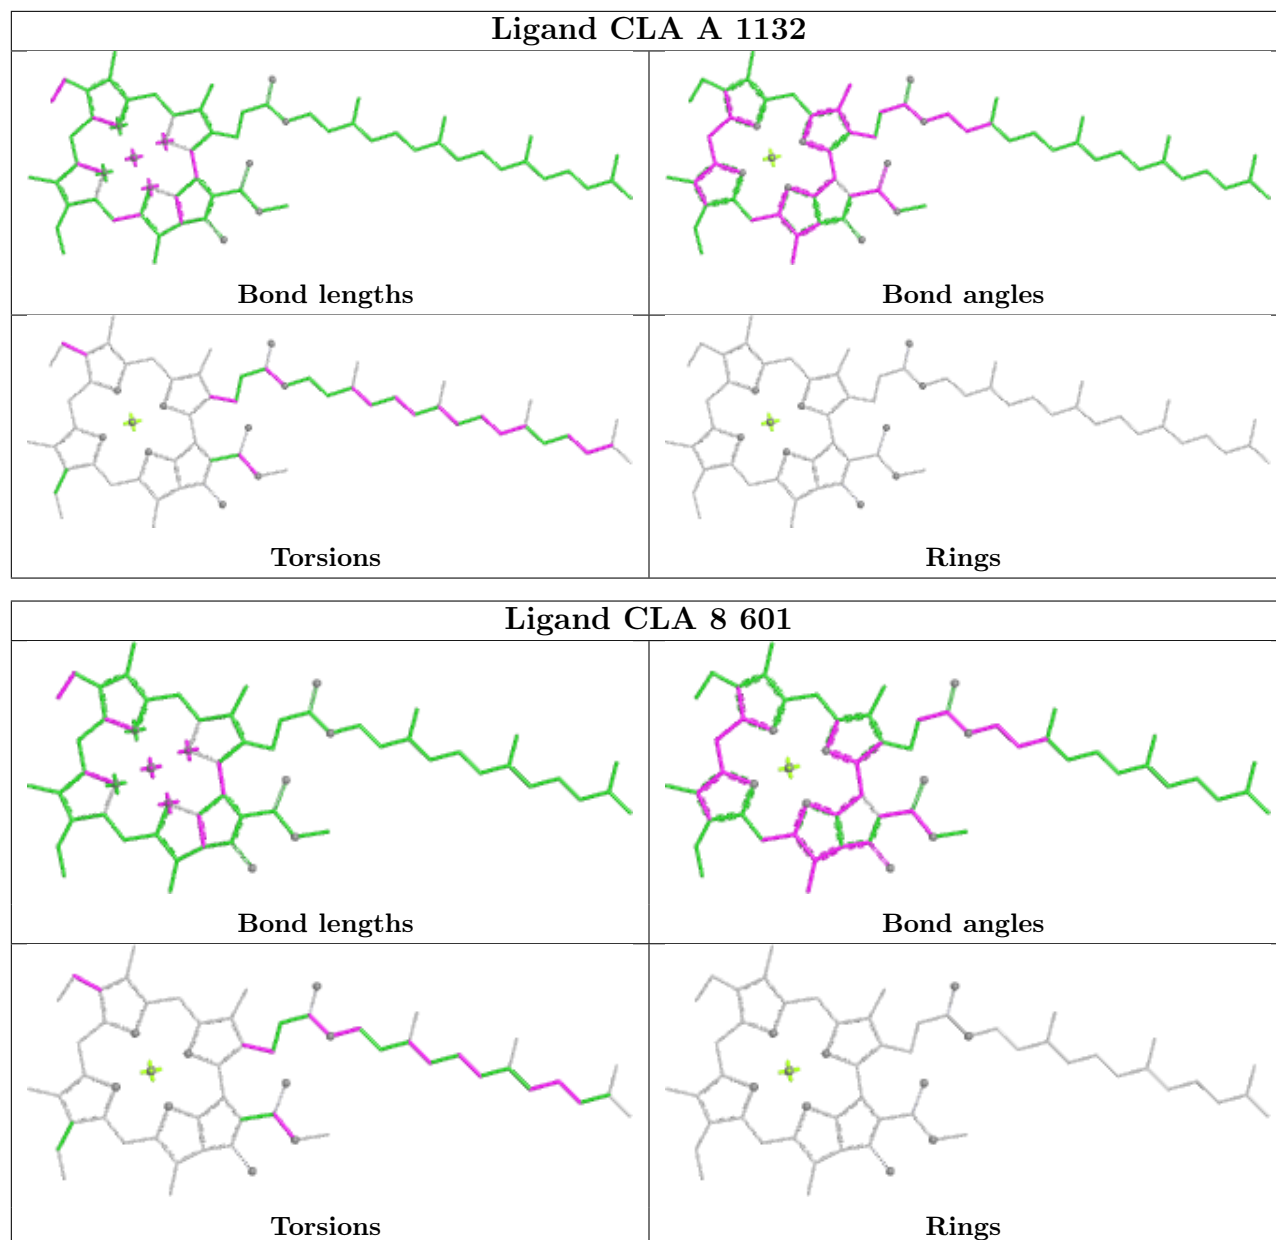 Ligand CLA A 1132
Bond lengths
Bond angles
Torsions
Rings
Ligand CLA 8 601
Bond lengths
Bond angles
Torsions
Rings